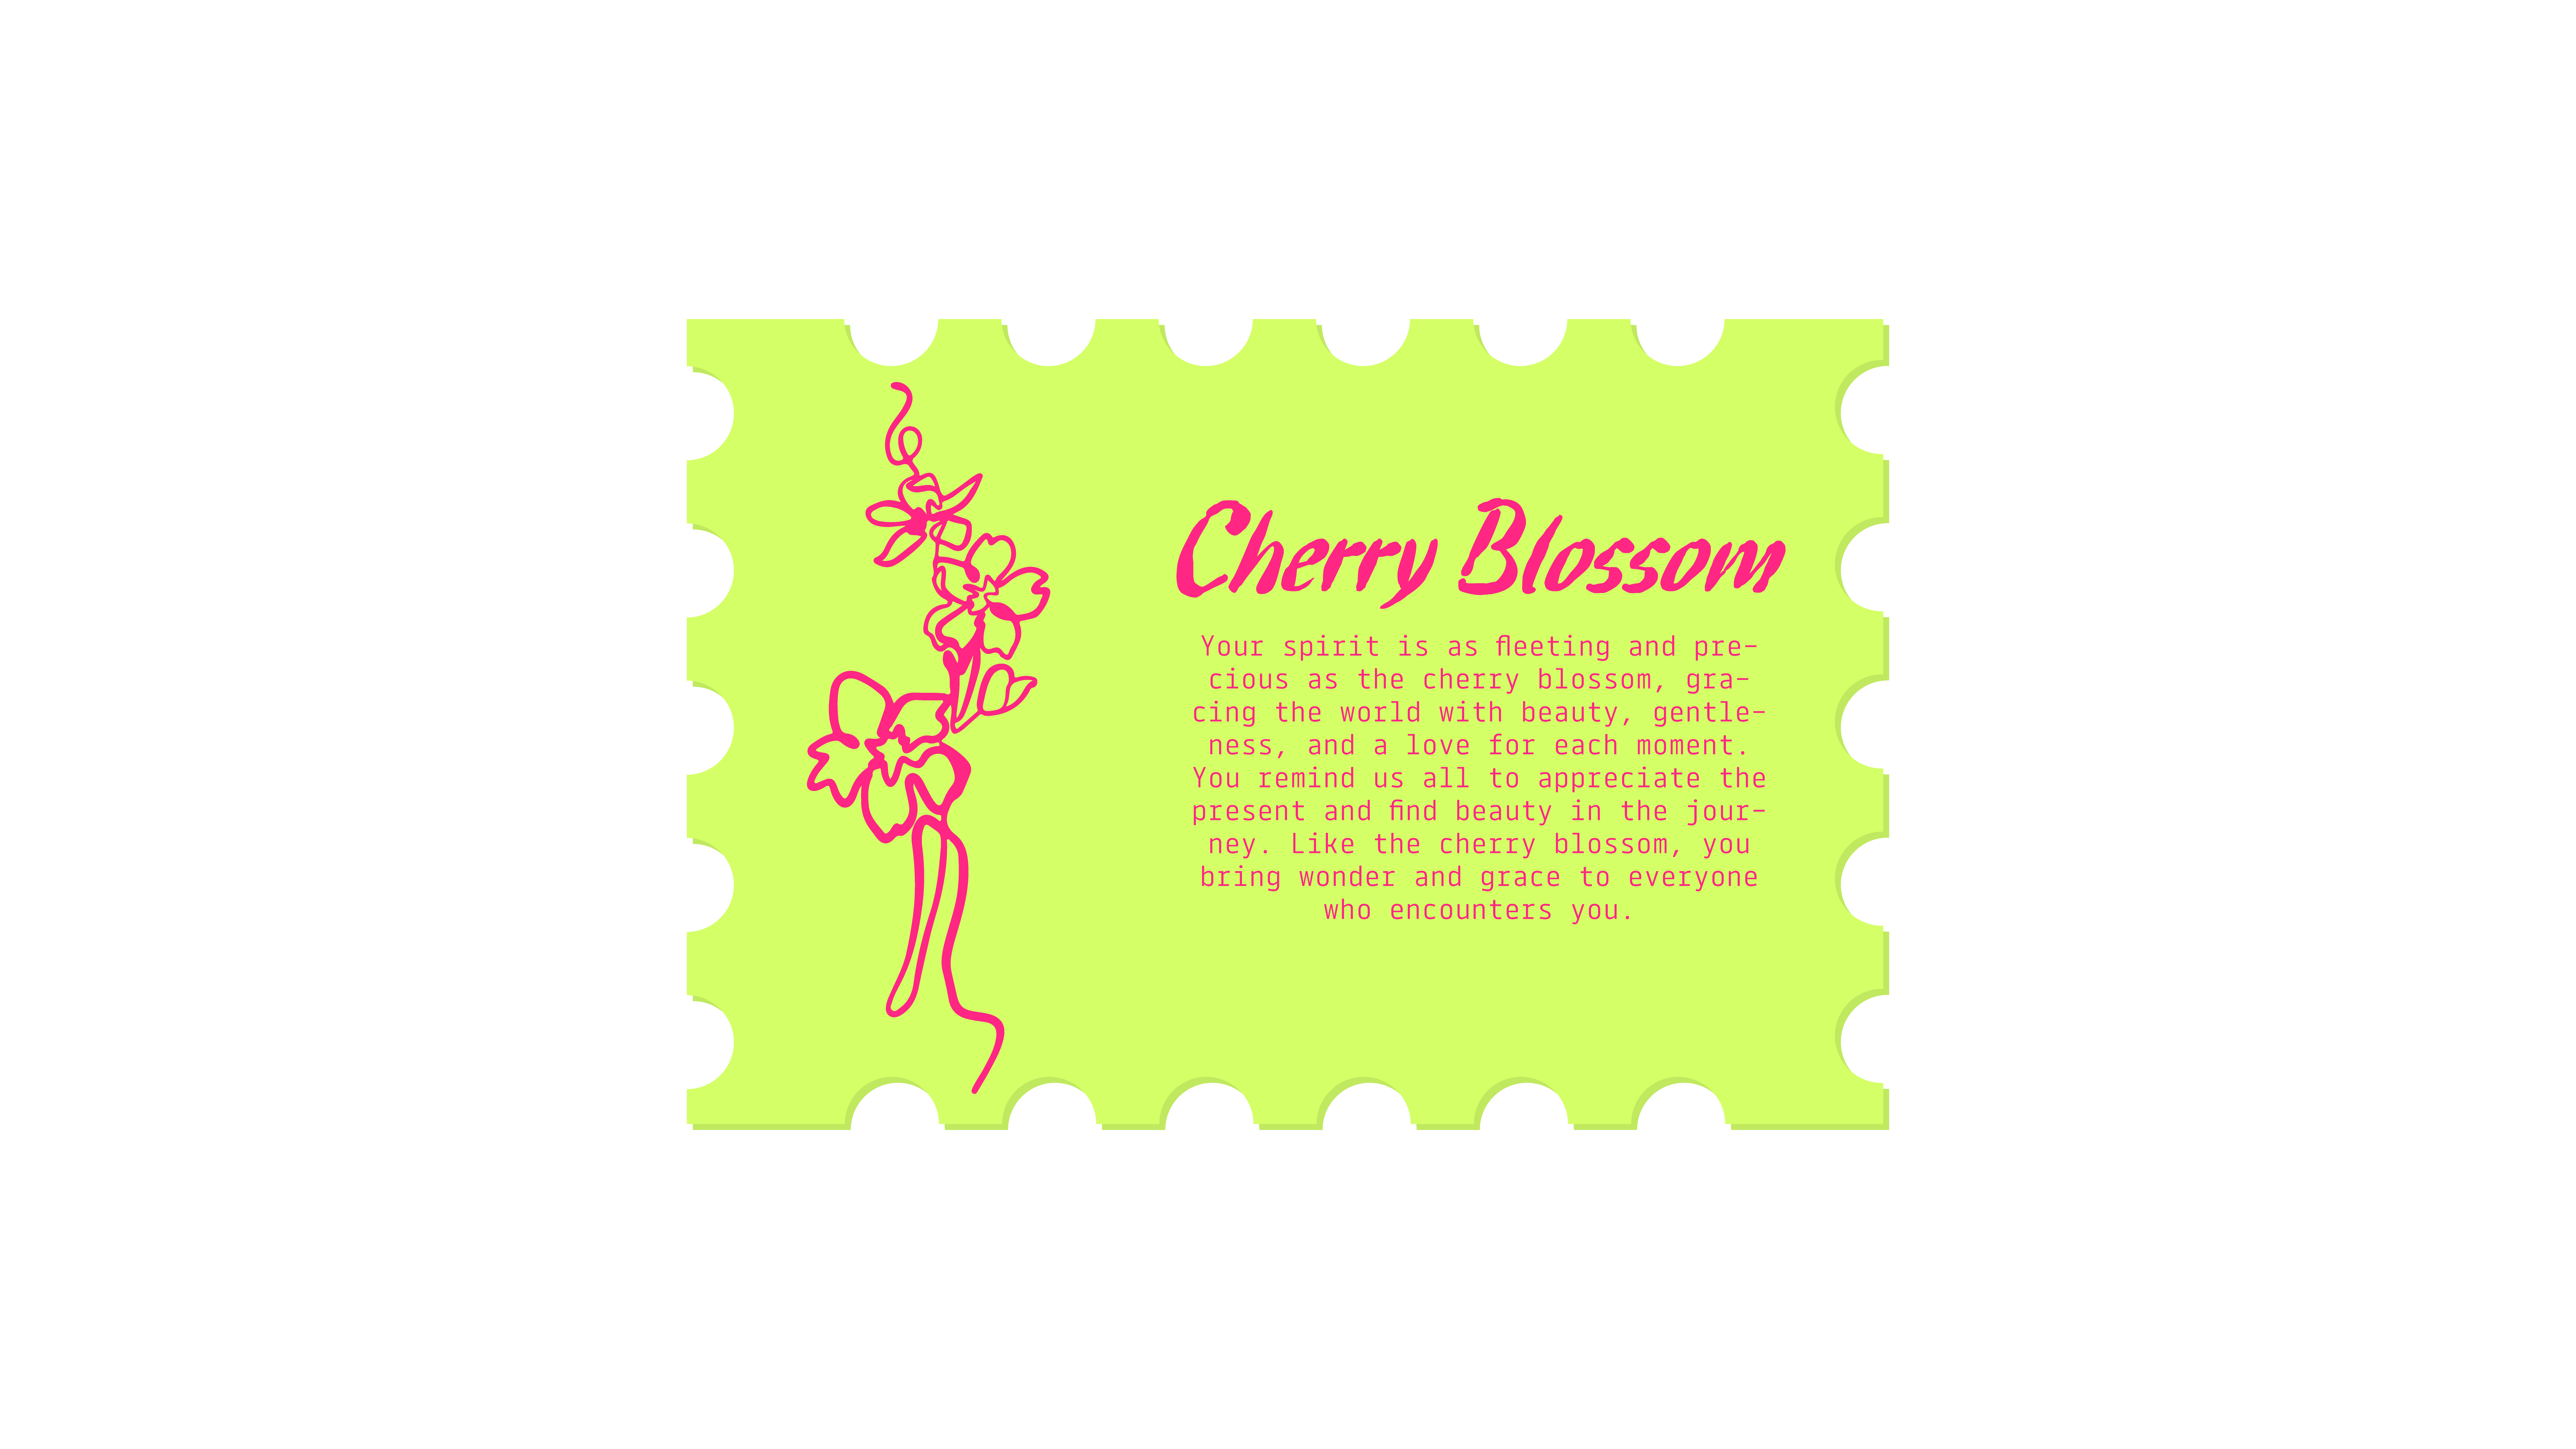 Cherry Blossom
Your spirit is as fleeting and pre-
cious as the cherry blossom, gra-
cing the world with beauty, gentle-
ness, and a love for each moment.
You remind us all to appreciate the
present and find beauty in the jour-
ney. Like the cherry blossom, you
bring wonder and grace to everyone
who encounters you.